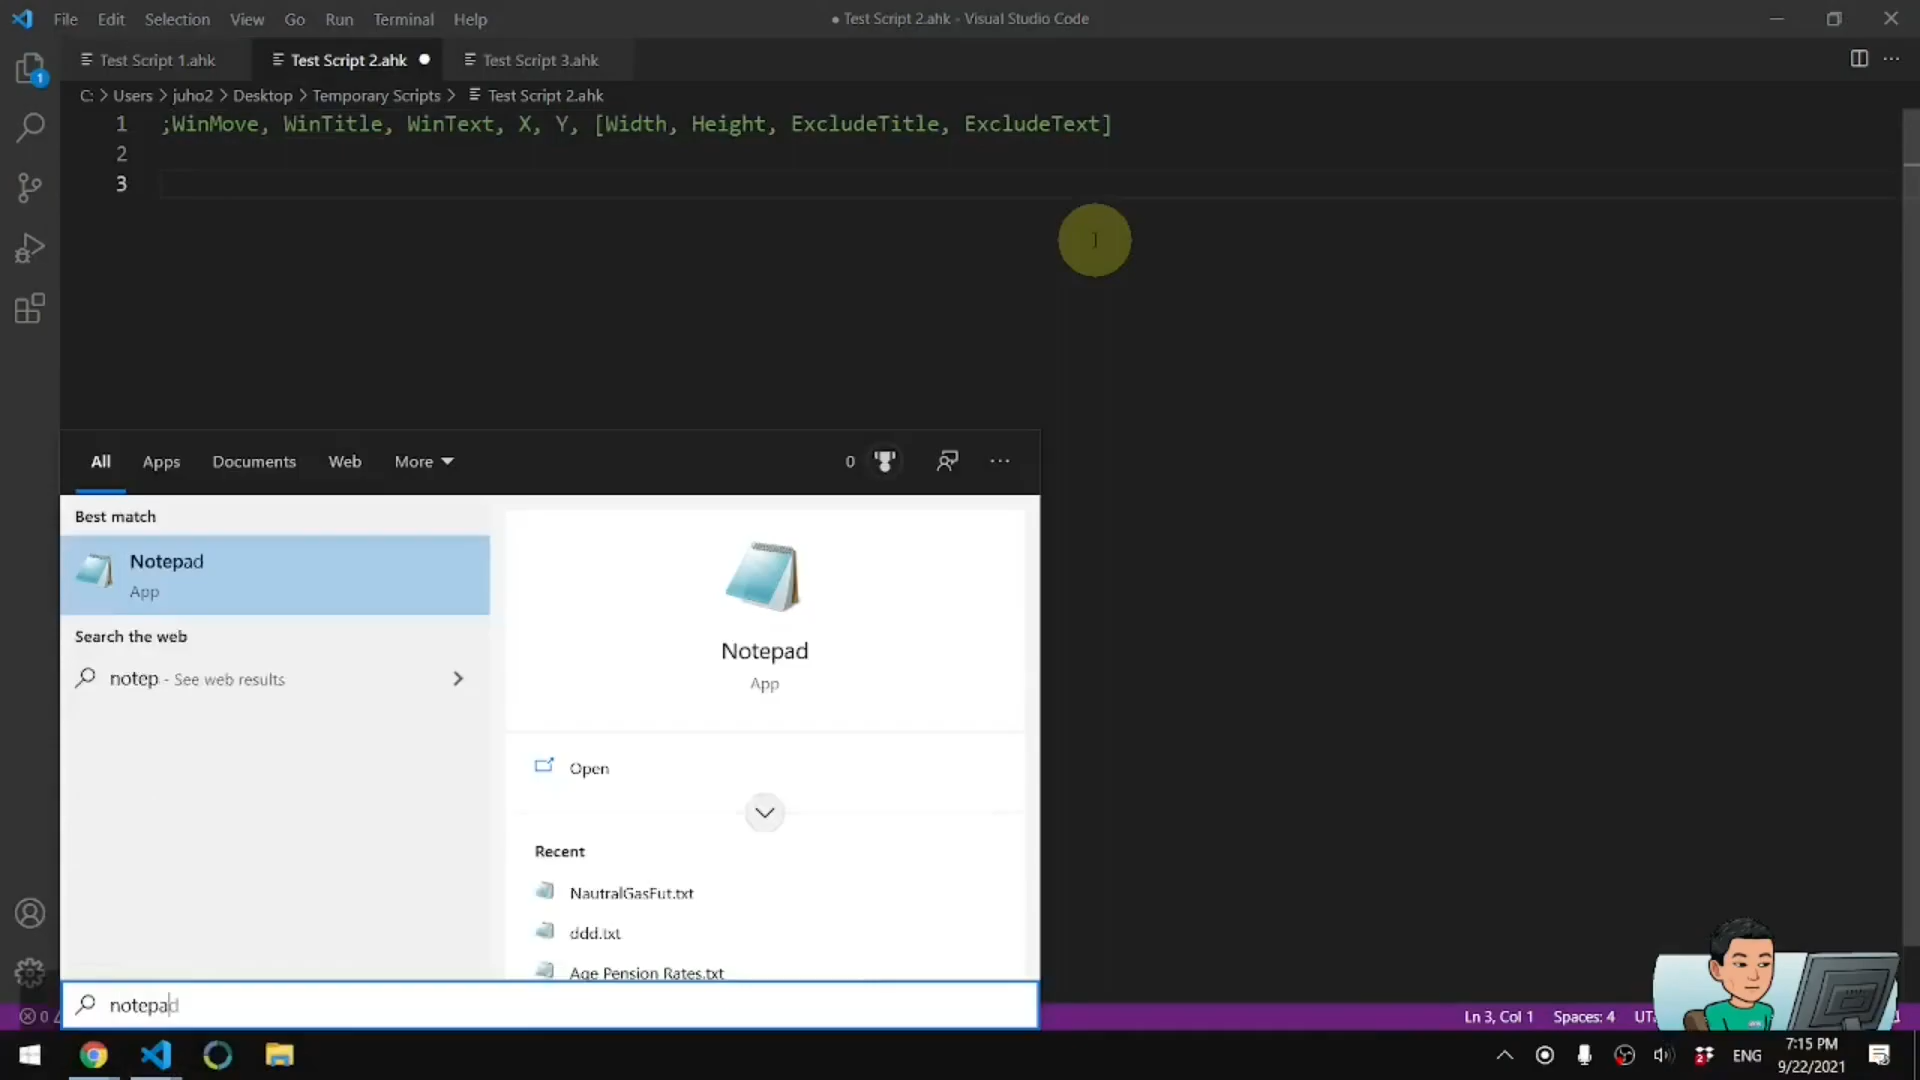 File Edit Selection View Go Run Terminal Help
● Test Script 2.ahk - Visual Studio Code
1
Test Script 1.ahk
Test Script 2.ahk
Test Script 3.ahk
C: > Users > juho2 > Desktop > Temporary Scripts > Test Script 2.ahk
1 ;WinMove, WinTitle, WinText, X, Y, [Width, Height, ExcludeTitle, ExcludeText]
2
3
All Apps Documents Web More 0
Best match
Notepad
App
Search the web
notep - See web results
Notepad
App
Open
Recent
NautralGasFut.txt
ddd.txt
Age Pension Rates.txt
notepad
0
Ln 3, Col 1 Spaces: 4
ENG
7:15 PM
9/22/2021